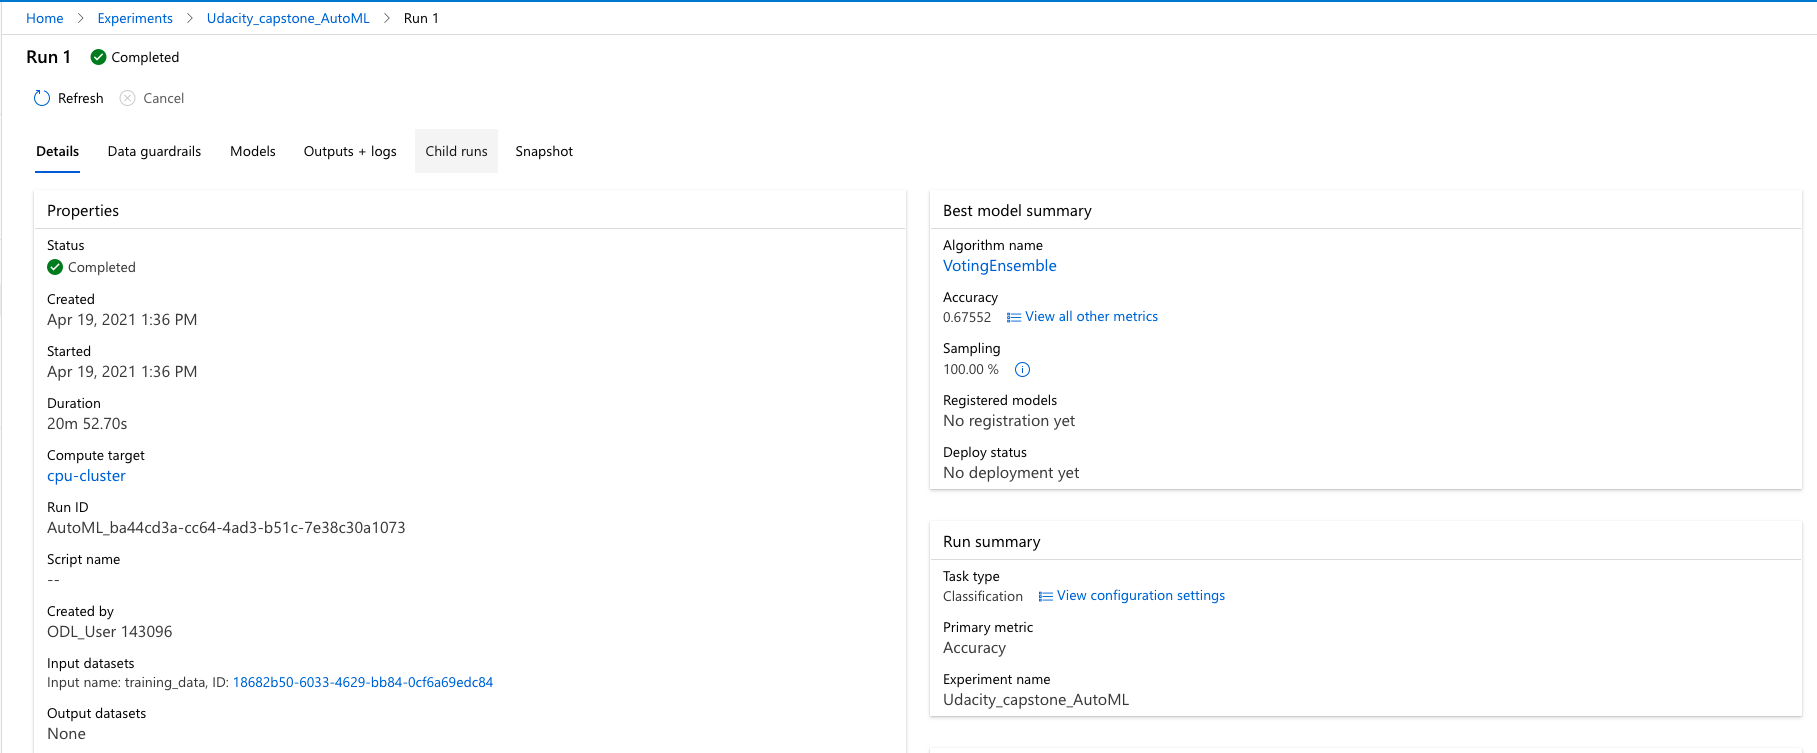 Home > Experiments > Udacity_capstone_AutoML > Run 1
Run 1 Completed
Refresh Cancel
Details Data guardrails Models Outputs + logs Child runs Snapshot
Properties
Status
Completed
Created
Apr 19, 2021 1:36 PM
Started
Apr 19, 2021 1:36 PM
Duration
20m 52.70s
Compute target
cpu-cluster
Run ID
AutoML_ba44cd3a-cc64-4ad3-b51c-7e38c30a1073
Script name
--
Created by
ODL_User 143096
Input datasets
Input name: training_data, ID: 18682b50-6033-4629-bb84-0cf6a69edc84
Output datasets
None
Best model summary
Algorithm name
VotingEnsemble
Accuracy
0.67552 View all other metrics
Sampling
100.00 %
Registered models
No registration yet
Deploy status
No deployment yet
Run summary
Task type
Classification View configuration settings
Primary metric
Accuracy
Experiment name
Udacity_capstone_AutoML